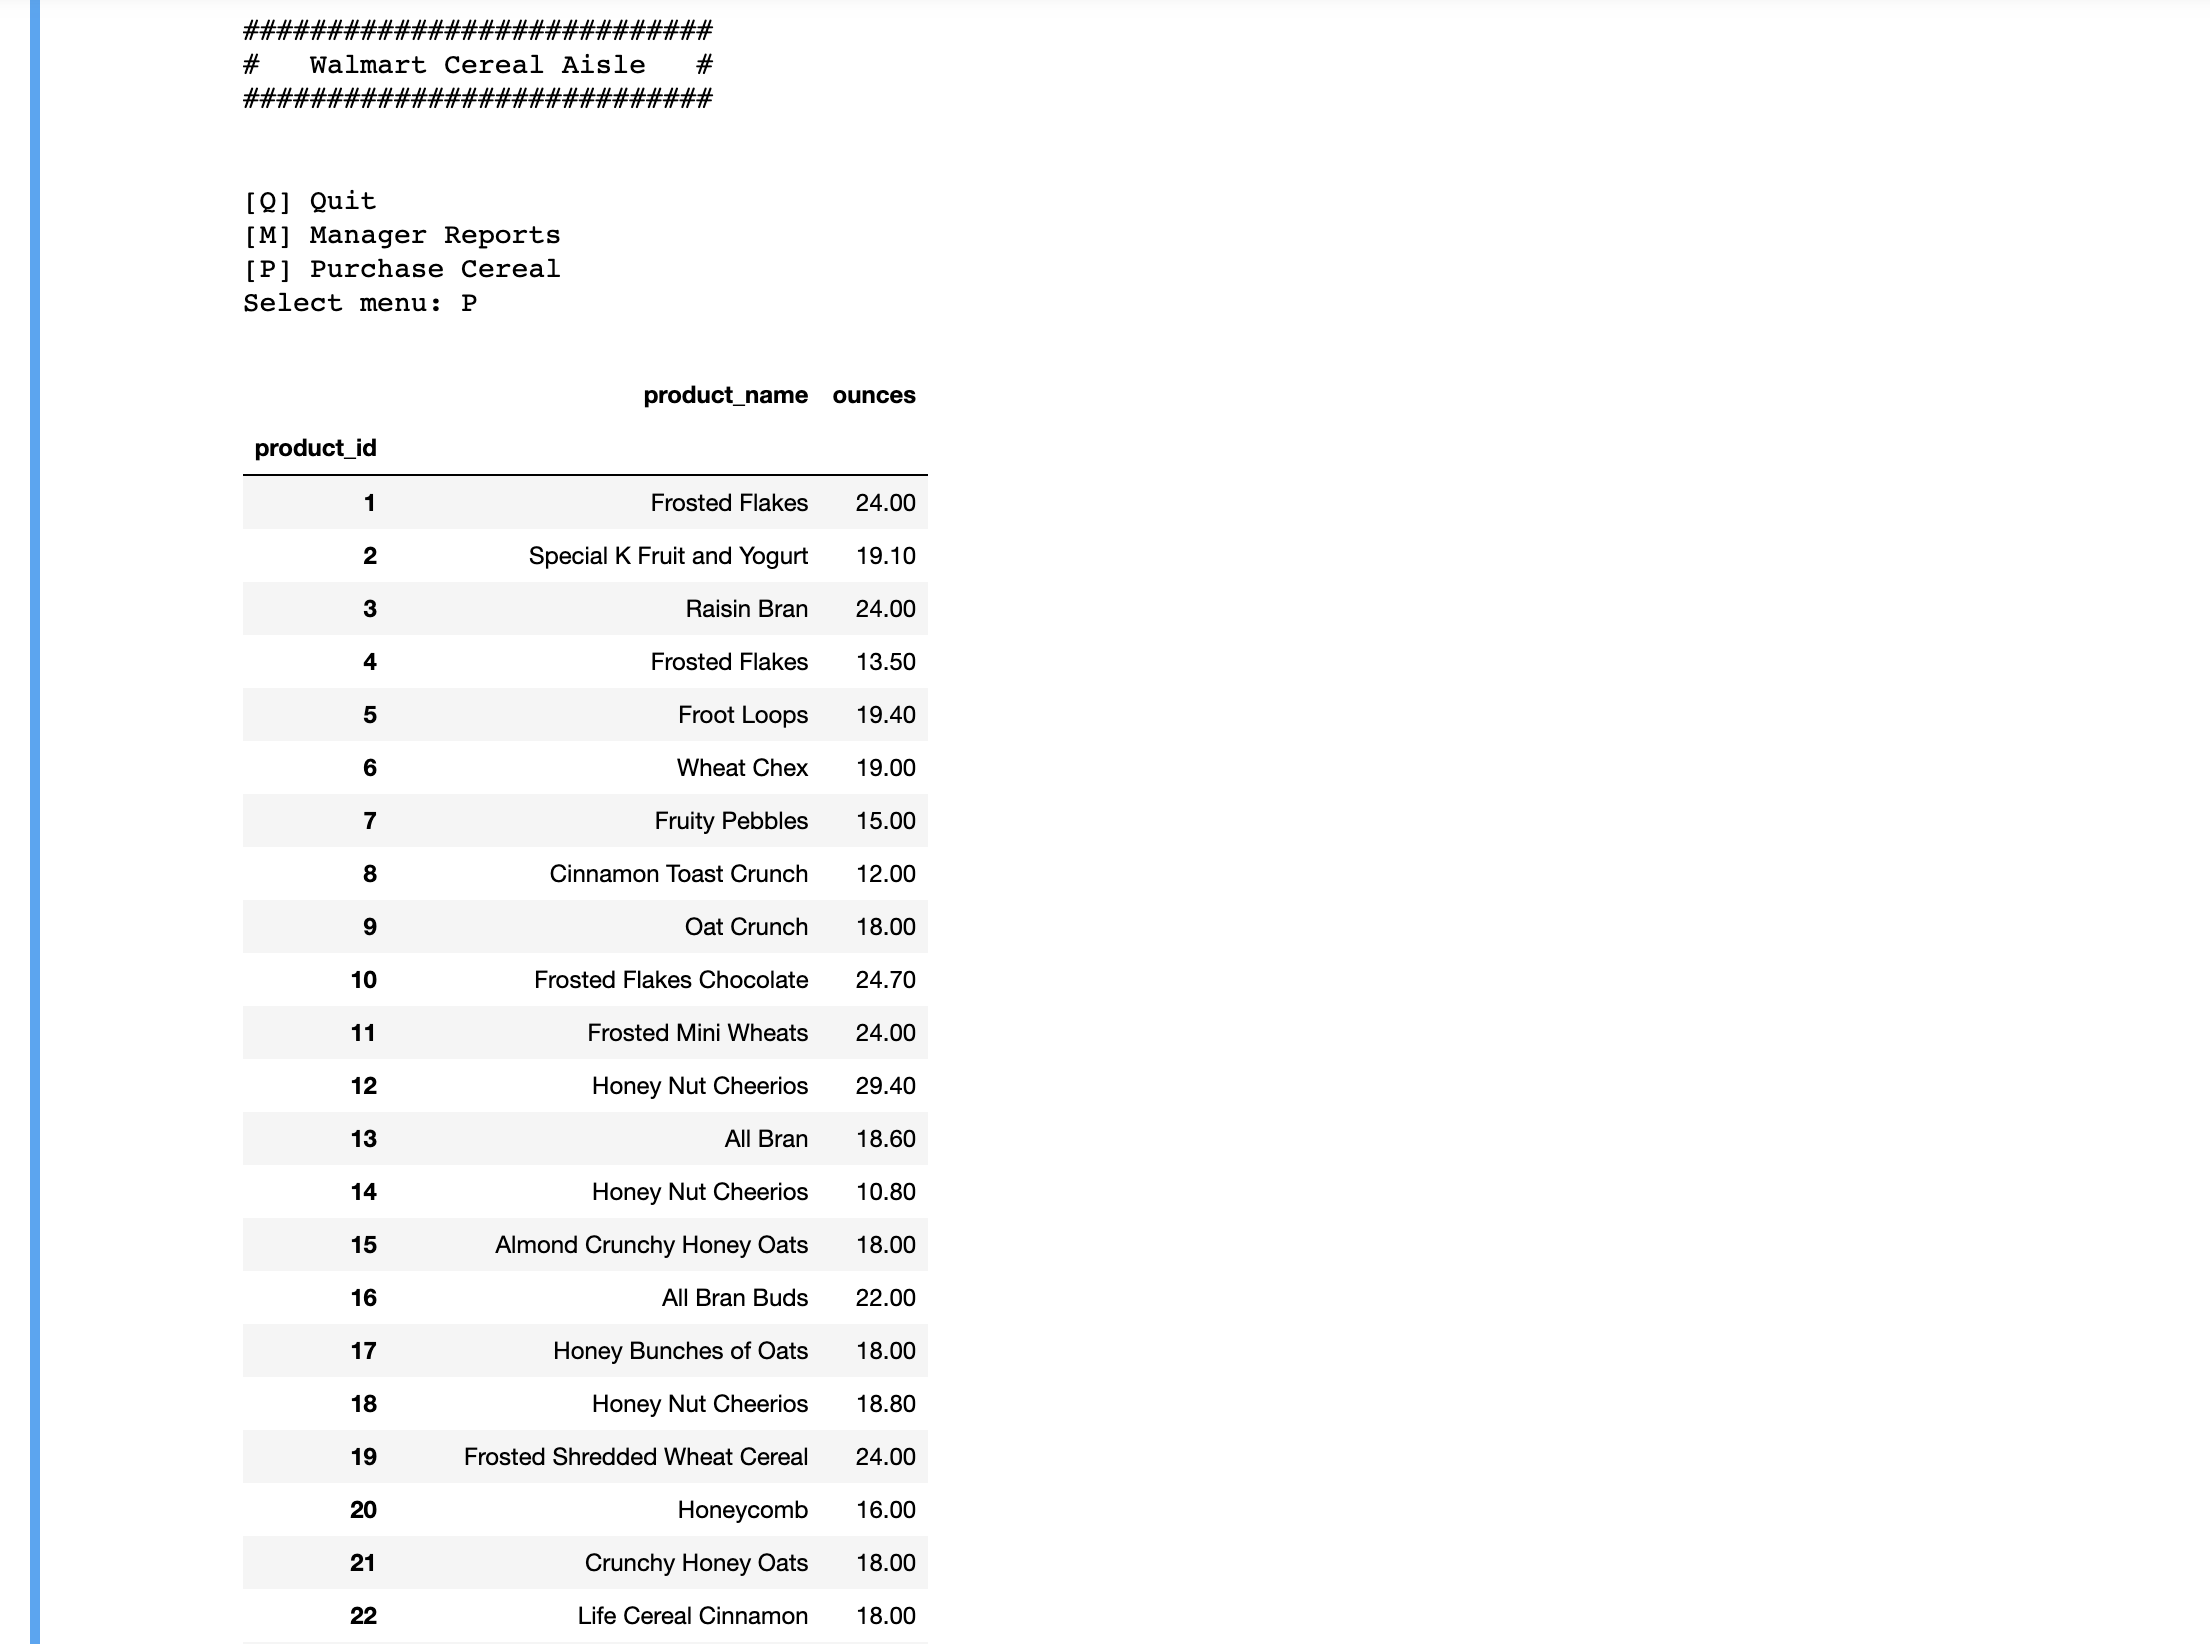 ############################
#   Walmart Cereal Aisle   #
############################
[Q] Quit
[M] Manager Reports
[P] Purchase Cereal
Select menu: P
product_name ounces
product_id
1 Frosted Flakes 24.00
2 Special K Fruit and Yogurt 19.10
3 Raisin Bran 24.00
4 Frosted Flakes 13.50
5 Froot Loops 19.40
6 Wheat Chex 19.00
7 Fruity Pebbles 15.00
8 Cinnamon Toast Crunch 12.00
9 Oat Crunch 18.00
10 Frosted Flakes Chocolate 24.70
11 Frosted Mini Wheats 24.00
12 Honey Nut Cheerios 29.40
13 All Bran 18.60
14 Honey Nut Cheerios 10.80
15 Almond Crunchy Honey Oats 18.00
16 All Bran Buds 22.00
17 Honey Bunches of Oats 18.00
18 Honey Nut Cheerios 18.80
19 Frosted Shredded Wheat Cereal 24.00
20 Honeycomb 16.00
21 Crunchy Honey Oats 18.00
22 Life Cereal Cinnamon 18.00